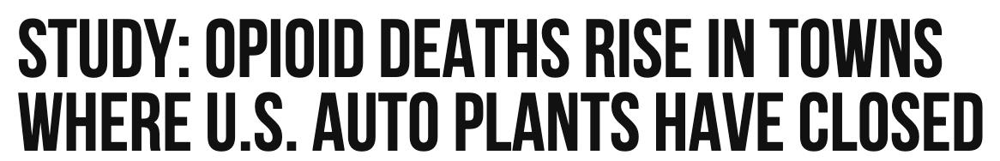 STUDY: OPIOID DEATHS RISE IN TOWNS
WHERE U.S. AUTO PLANTS HAVE CLOSED